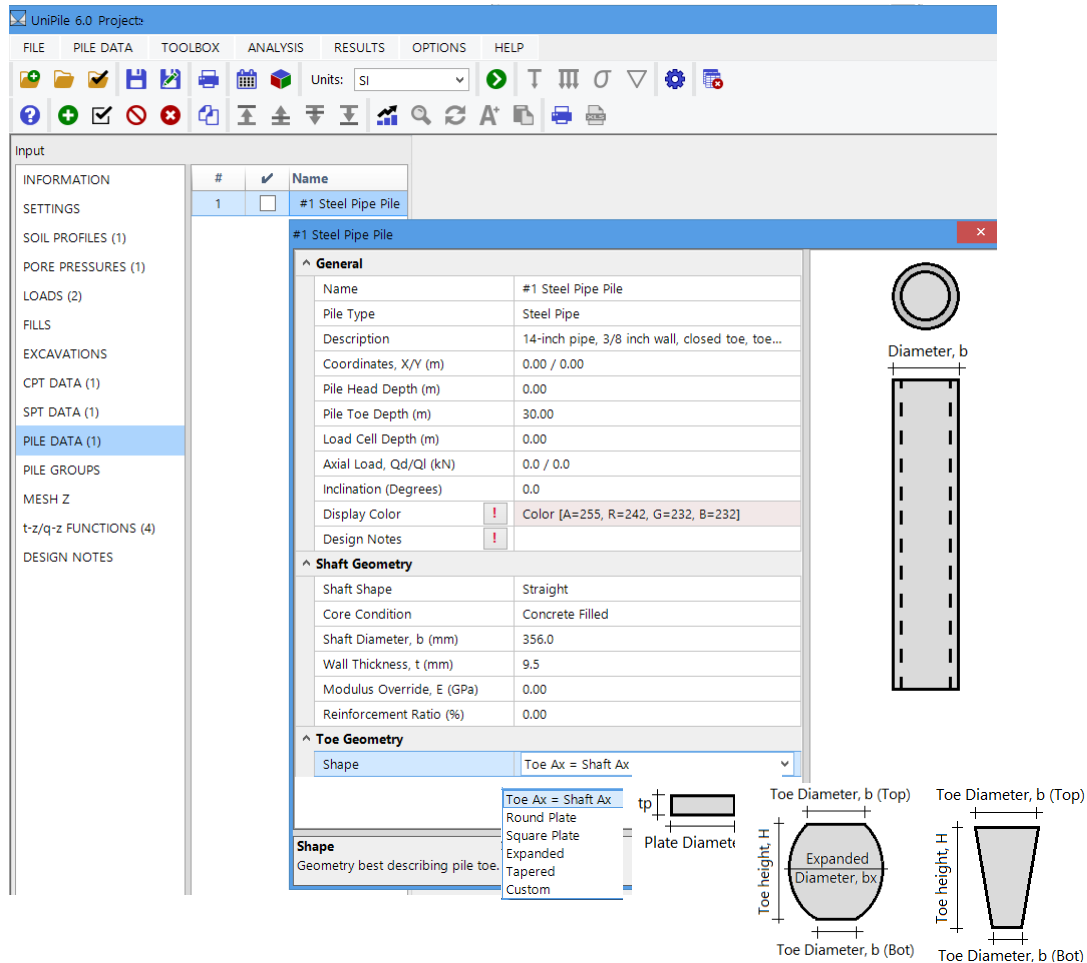 UniPile 6.0 Project:
FILE PILE DATA TOOLBOX ANALYSIS RESULTS OPTIONS HELP
Units: SI
Input
INFORMATION
SETTINGS
SOIL PROFILES (1)
PORE PRESSURES (1)
LOADS (2)
FILLS
EXCAVATIONS
CPT DATA (1)
SPT DATA (1)
PILE DATA (1)
PILE GROUPS
MESH Z
t-z/q-z FUNCTIONS (4)
DESIGN NOTES
# ✔ Name
1 #1 Steel Pipe Pile
#1 Steel Pipe Pile
General
Name #1 Steel Pipe Pile
Pile Type Steel Pipe
Description 14-inch pipe, 3/8 inch wall, closed toe, toe...
Coordinates, X/Y (m) 0.00 / 0.00
Pile Head Depth (m) 0.00
Pile Toe Depth (m) 30.00
Load Cell Depth (m) 0.00
Axial Load, Qd/Ql (kN) 0.0 / 0.0
Inclination (Degrees) 0.0
Display Color ! Color [A=255, R=242, G=232, B=232]
Design Notes !
Shaft Geometry
Shaft Shape Straight
Core Condition Concrete Filled
Shaft Diameter, b (mm) 356.0
Wall Thickness, t (mm) 9.5
Modulus Override, E (GPa) 0.00
Reinforcement Ratio (%) 0.00
Toe Geometry
Shape Toe Ax = Shaft Ax
Toe Ax = Shaft Ax
Round Plate
Square Plate
Expanded
Tapered
Custom
Shape
Geometry best describing pile toe.
Diameter, b
tp
Plate Diamete
Toe Diameter, b (Top)
Toe height, H
Expanded
Diameter, bx
Toe Diameter, b (Bot)
Toe Diameter, b (Top)
Toe height, H
Toe Diameter, b (Bot)